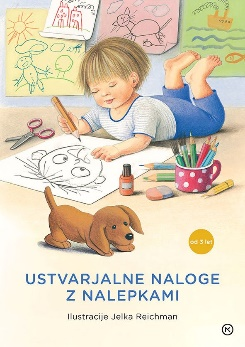 od 3 let
USTVARJALNE NALOGE
Z NALEPKAMI
Ilustracije Jelka Reichman